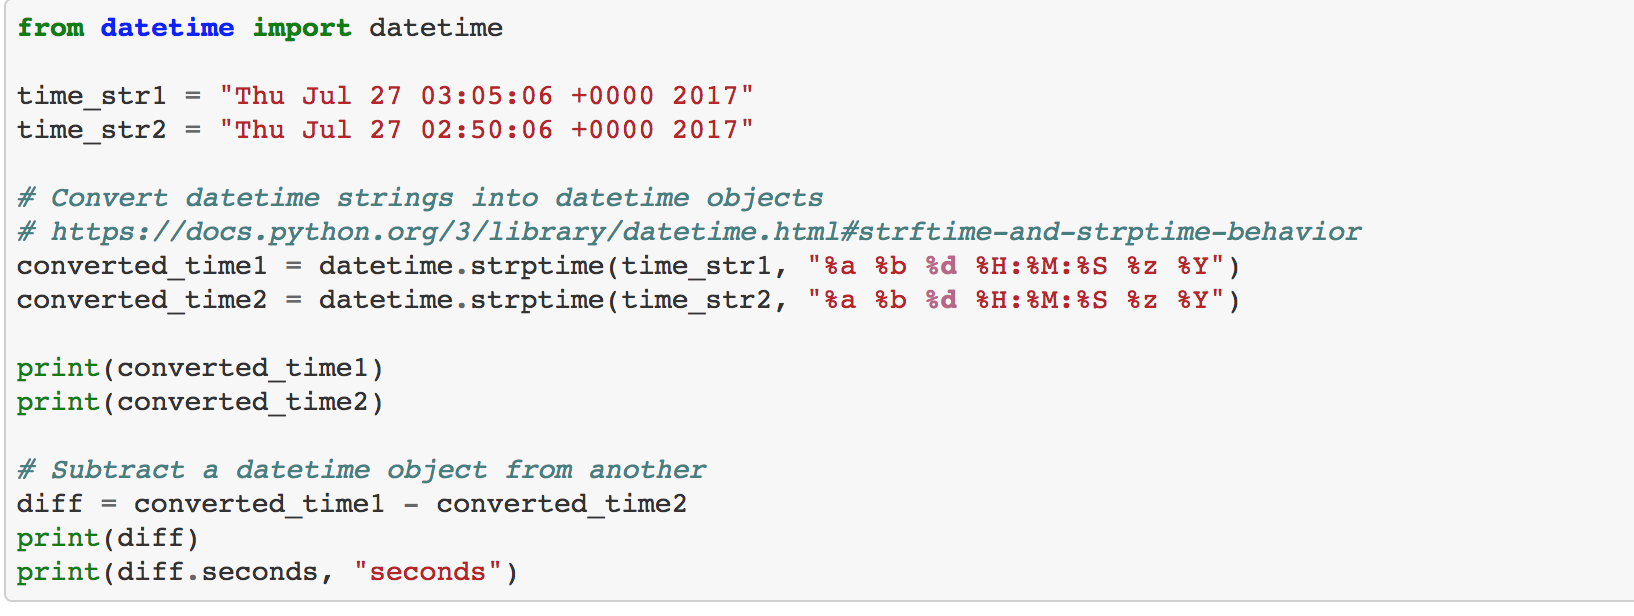 from datetime import datetime
time_str1 = "Thu Jul 27 03:05:06 +0000 2017"
time_str2 = "Thu Jul 27 02:50:06 +0000 2017"
# Convert datetime strings into datetime objects
# https://docs.python.org/3/library/datetime.html#strftime-and-strptime-behavior
converted_time1 = datetime.strptime(time_str1, "%a %b %d %H:%M:%S %z %Y")
converted_time2 = datetime.strptime(time_str2, "%a %b %d %H:%M:%S %z %Y")
print(converted_time1)
print(converted_time2)
# Subtract a datetime object from another
diff = converted_time1 - converted_time2
print(diff)
print(diff.seconds, "seconds")